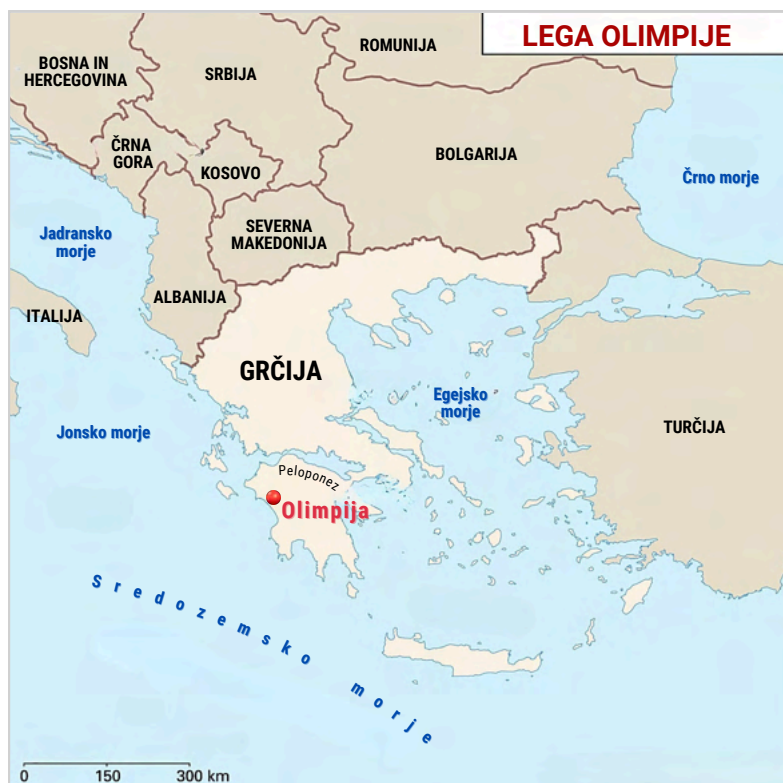 LEGA OLIMPIJE
ROMUNIJA
BOSNA IN
HERCEGOVINA
SRBIJA
ČRNA
GORA
KOSOVO
BOLGARIJA
Črno morje
Jadransko
morje
SEVERNA
MAKEDONIJA
ALBANIJA
ITALIJA
GRČIJA
Egejsko
morje
Jonsko morje
TURČIJA
Peloponez
Olimpija
Sredozemsko morje
0 150 300 km